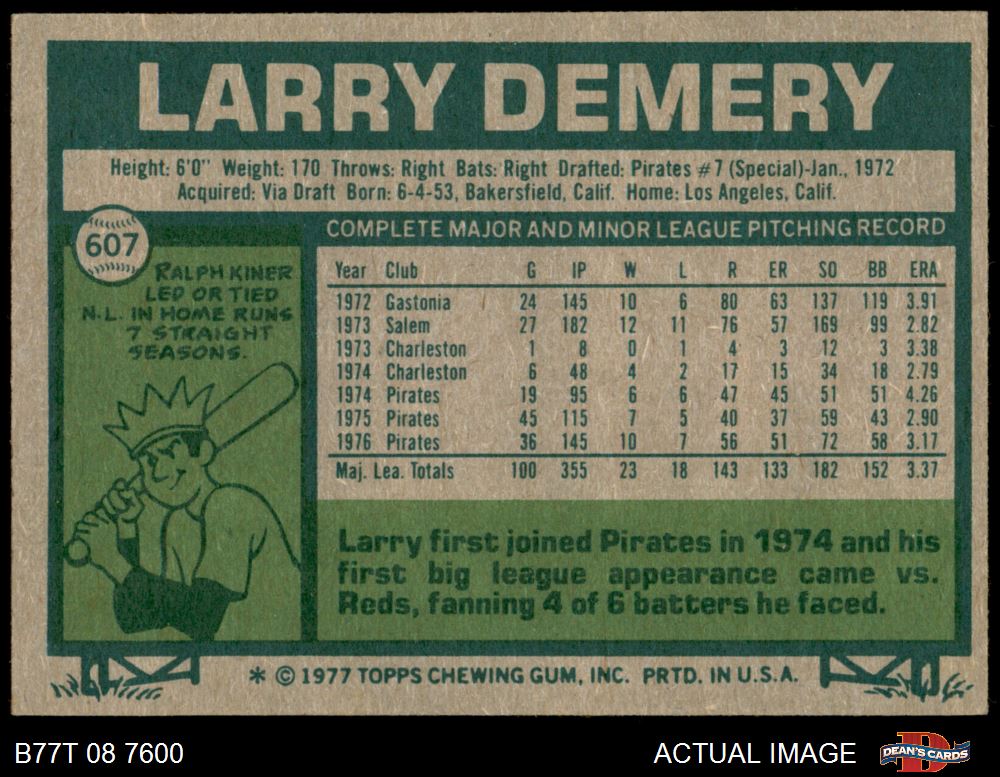 LARRY DEMERY
Height: 6'0" Weight: 170 Throws: Right Bats: Right Drafted: Pirates #7 (Special)-Jan., 1972
Acquired: Via Draft Born: 6-4-53, Bakersfield, Calif. Home: Los Angeles, Calif.
607
RALPH KINER
LED OR TIED
N.L. IN HOME RUNS
7 STRAIGHT
SEASONS.
COMPLETE MAJOR AND MINOR LEAGUE PITCHING RECORD
Year Club G IP W L R ER SO BB ERA
1972 Gastonia 24 145 10 6 80 63 137 119 3.91
1973 Salem 27 182 12 11 76 57 169 99 2.82
1973 Charleston 1 8 0 1 4 3 12 3 3.38
1974 Charleston 6 48 4 2 17 15 34 18 2.79
1974 Pirates 19 95 6 6 47 45 51 51 4.26
1975 Pirates 45 115 7 5 40 37 59 43 2.90
1976 Pirates 36 145 10 7 56 51 72 58 3.17
Maj. Lea. Totals 100 355 23 18 143 133 182 152 3.37
Larry first joined Pirates in 1974 and his
first big league appearance came vs.
Reds, fanning 4 of 6 batters he faced.
* © 1977 TOPPS CHEWING GUM, INC. PRTD. IN U.S.A.
B77T 08 7600
ACTUAL IMAGE
D
DEAN'S CARDS